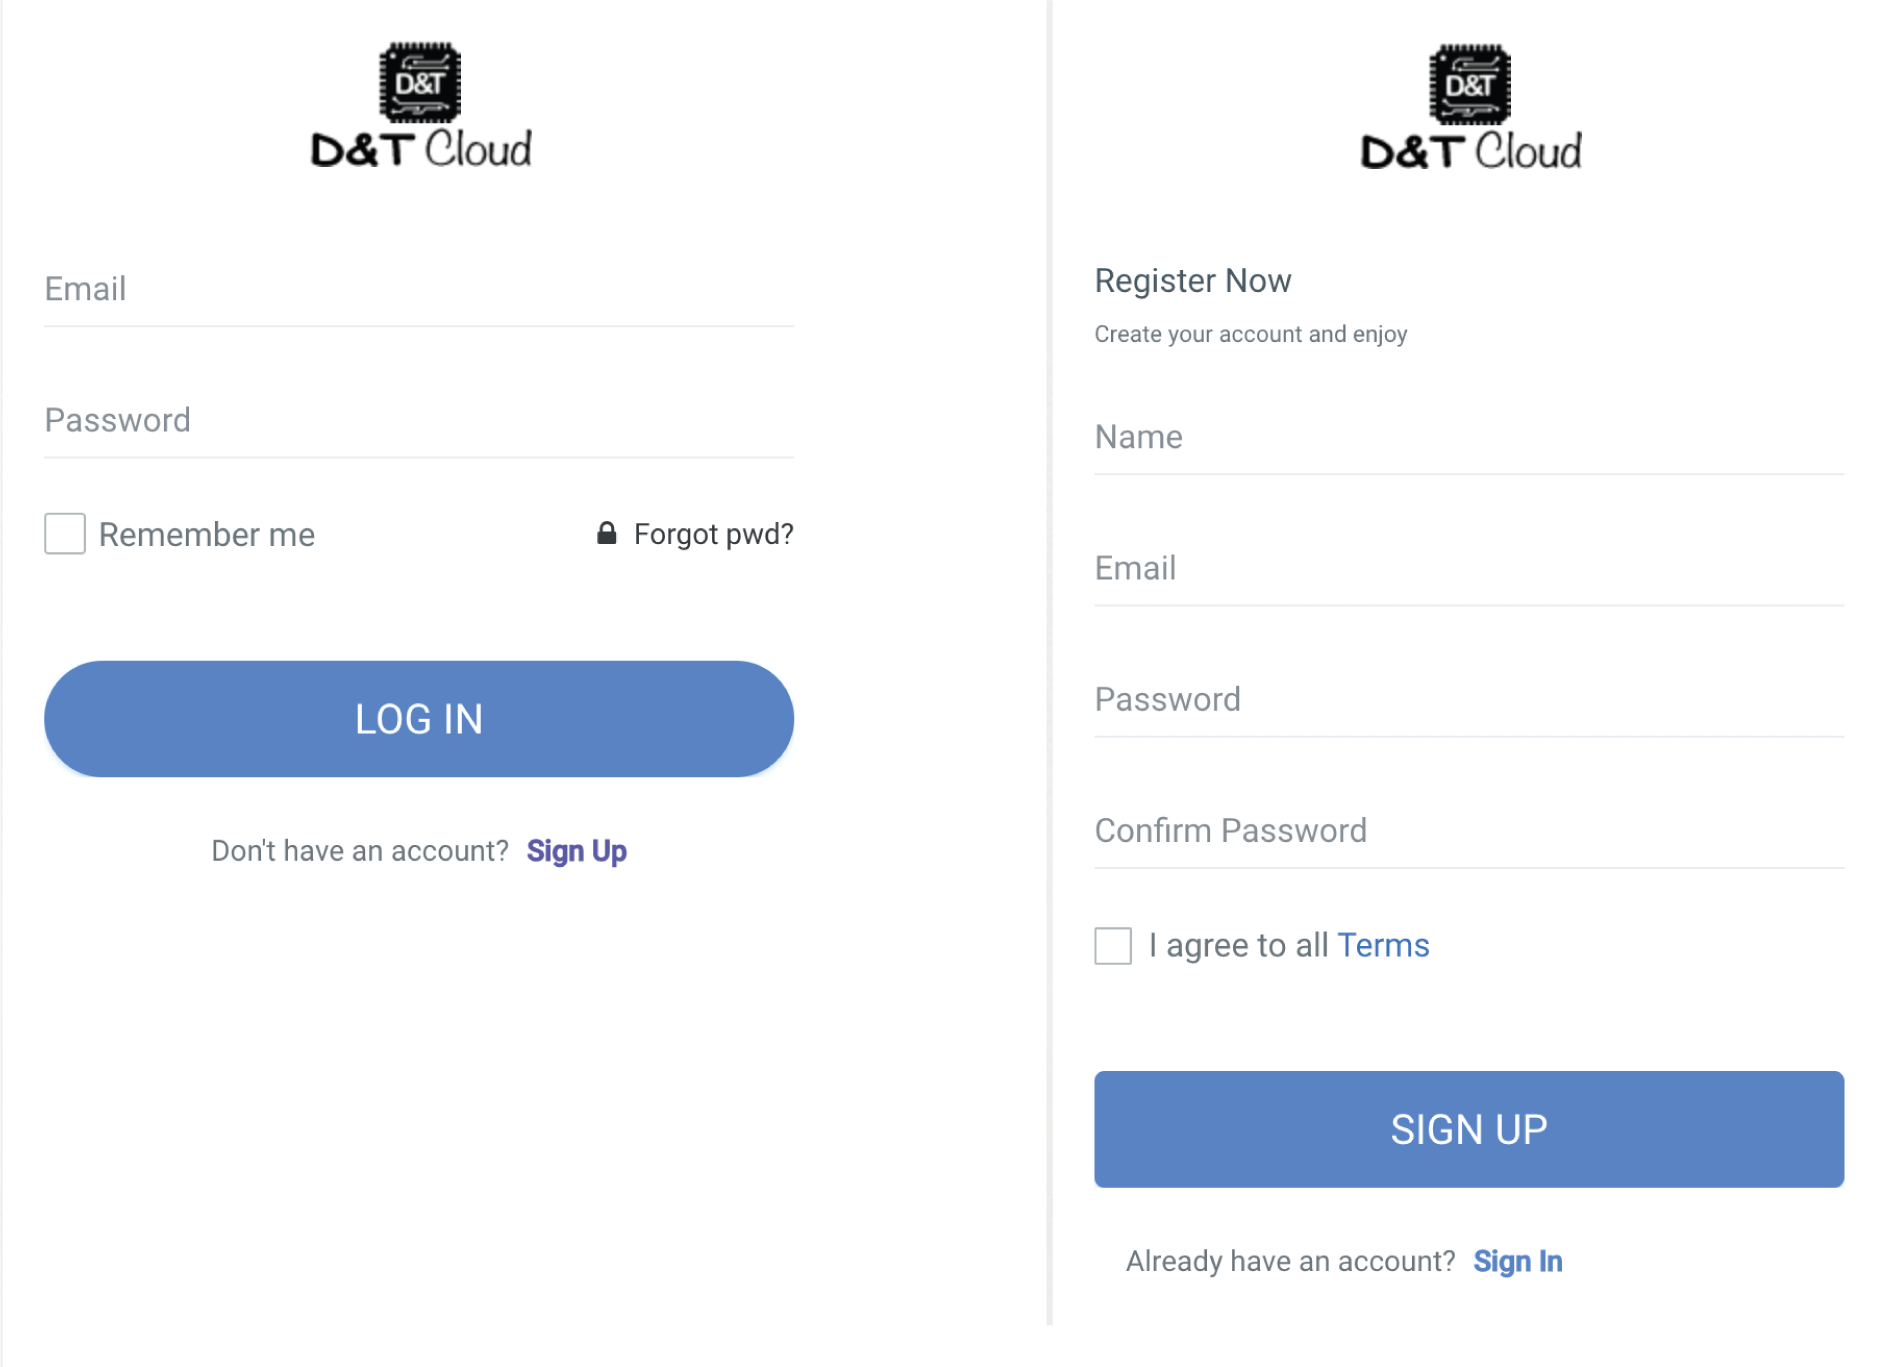 D&T
D&T Cloud
Email
Password
Remember me
Forgot pwd?
LOG IN
Don't have an account? Sign Up
D&T
D&T Cloud
Register Now
Create your account and enjoy
Name
Email
Password
Confirm Password
I agree to all Terms
SIGN UP
Already have an account? Sign In